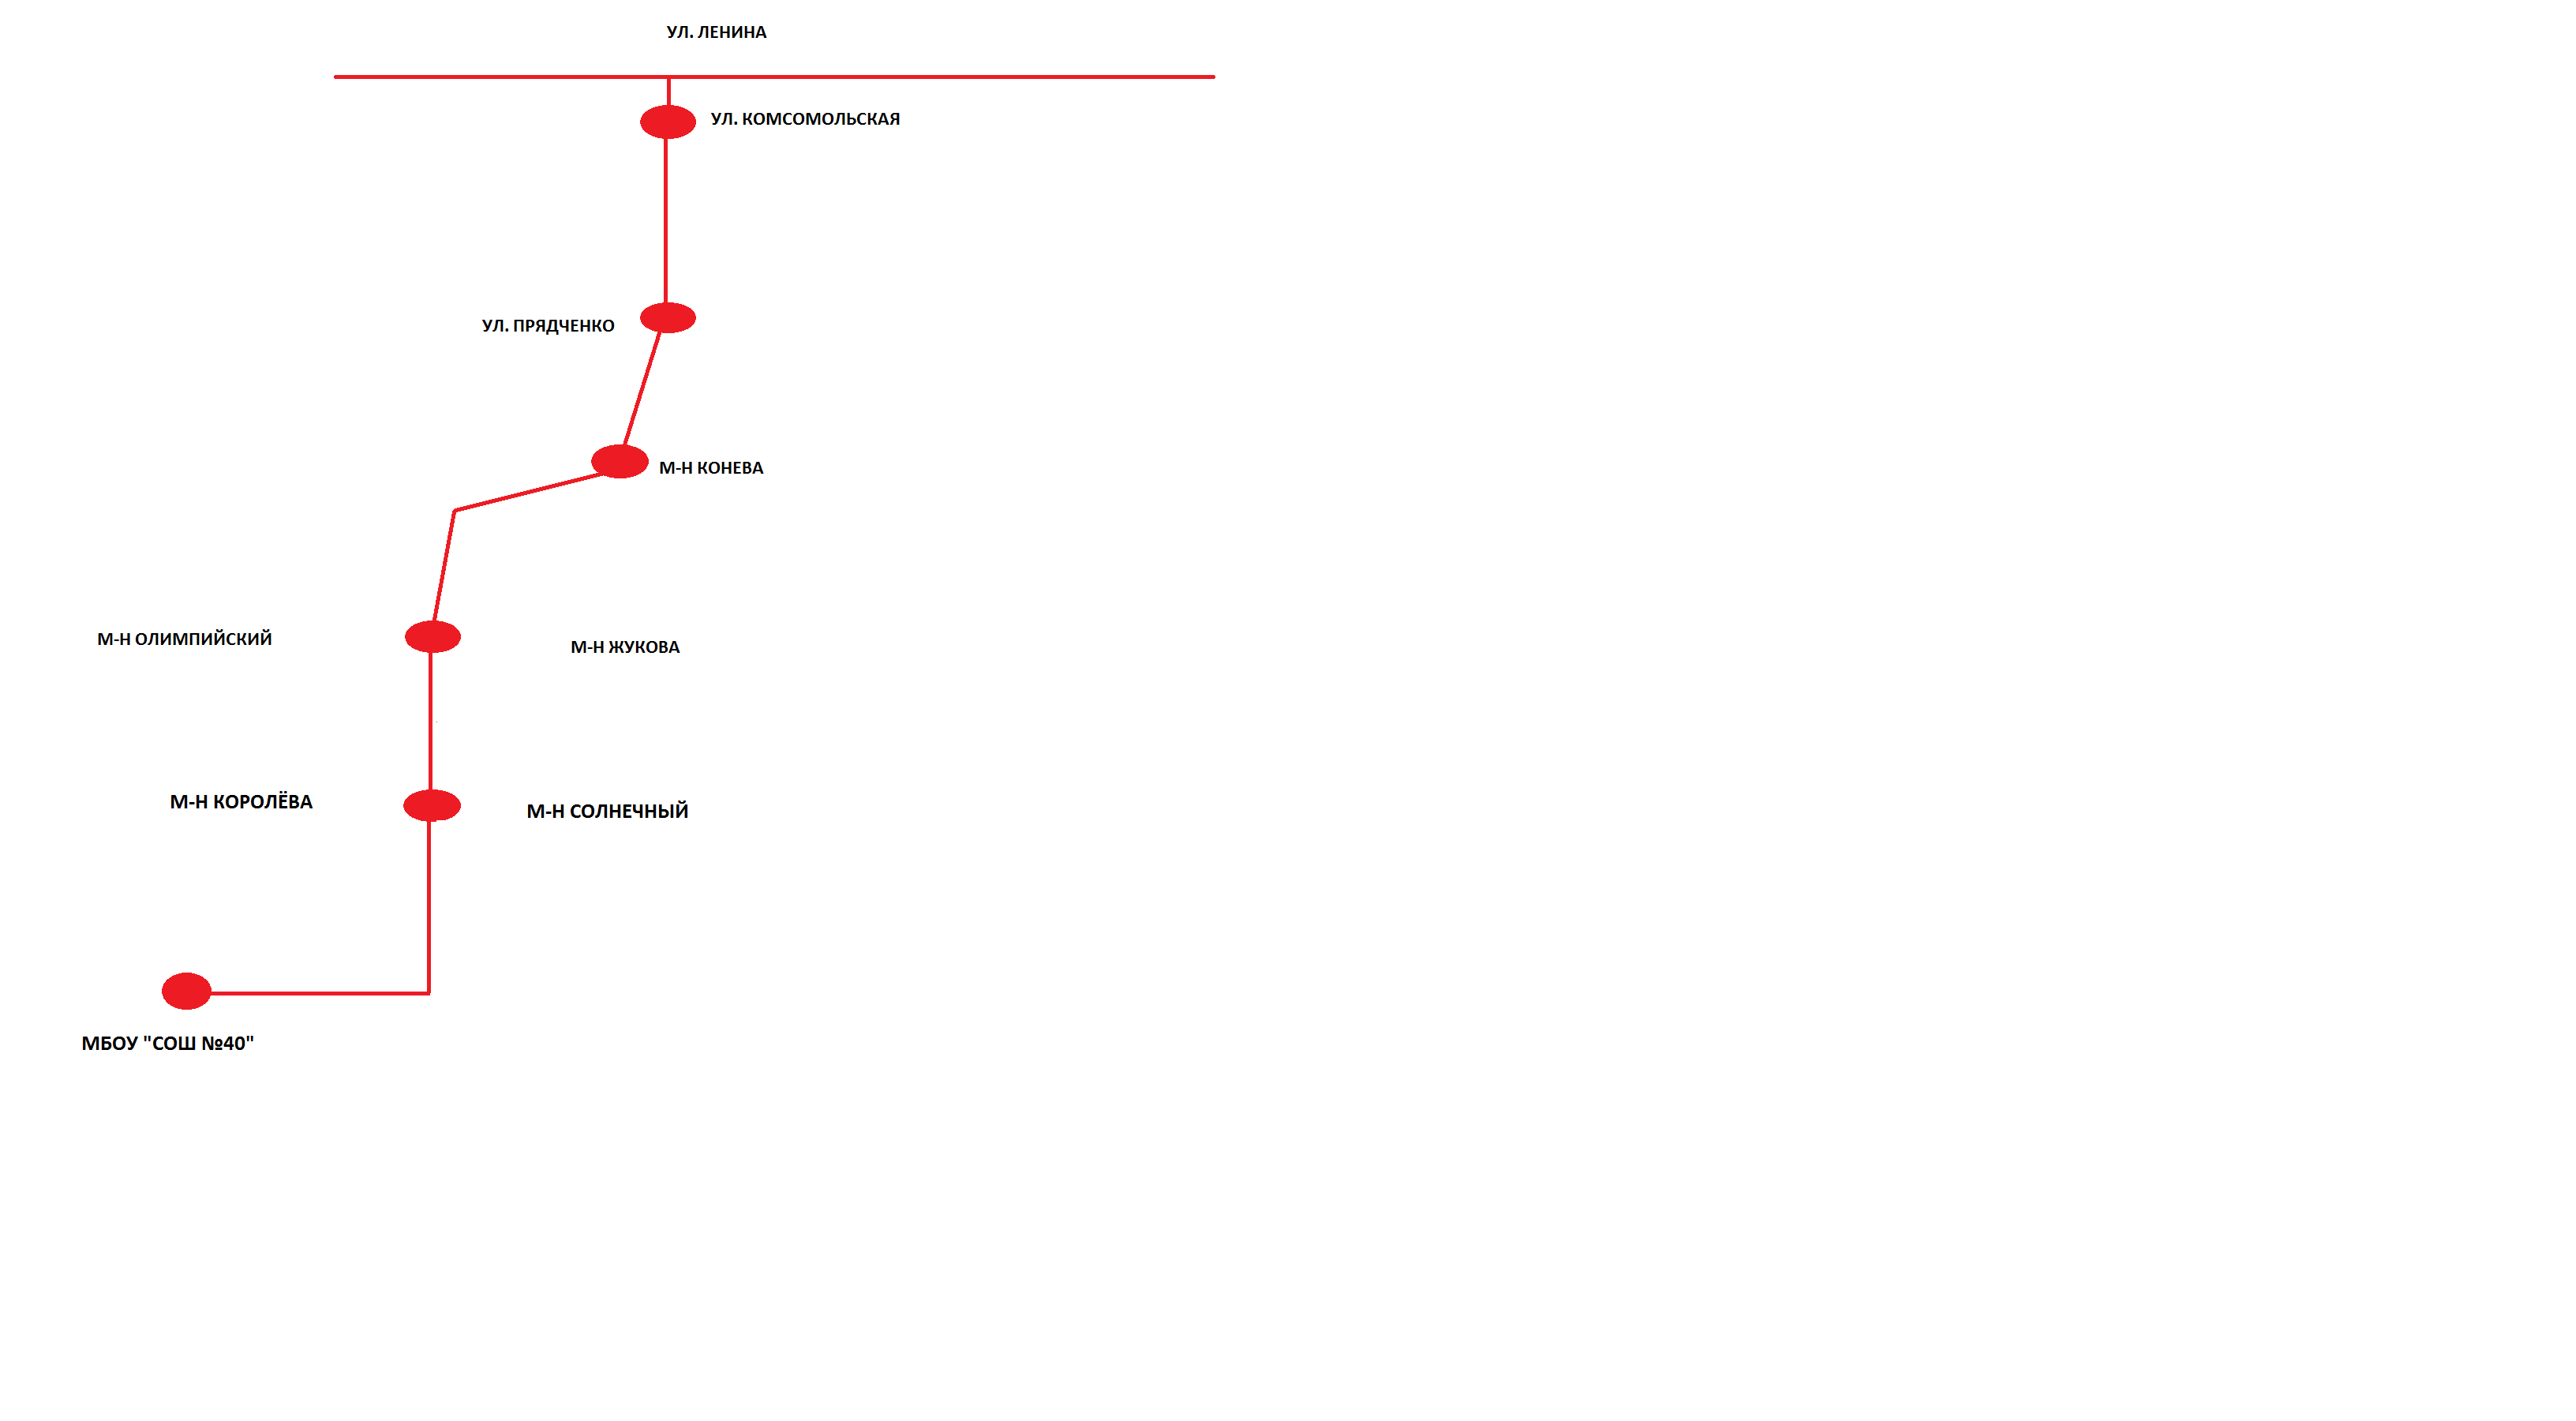 УЛ. ЛЕНИНА
УЛ. КОМСОМОЛЬСКАЯ
УЛ. ПРЯДЧЕНКО
М-Н КОНЕВА
М-Н ОЛИМПИЙСКИЙ
М-Н ЖУКОВА
М-Н КОРОЛЁВА
М-Н СОЛНЕЧНЫЙ
МБОУ "СОШ №40"